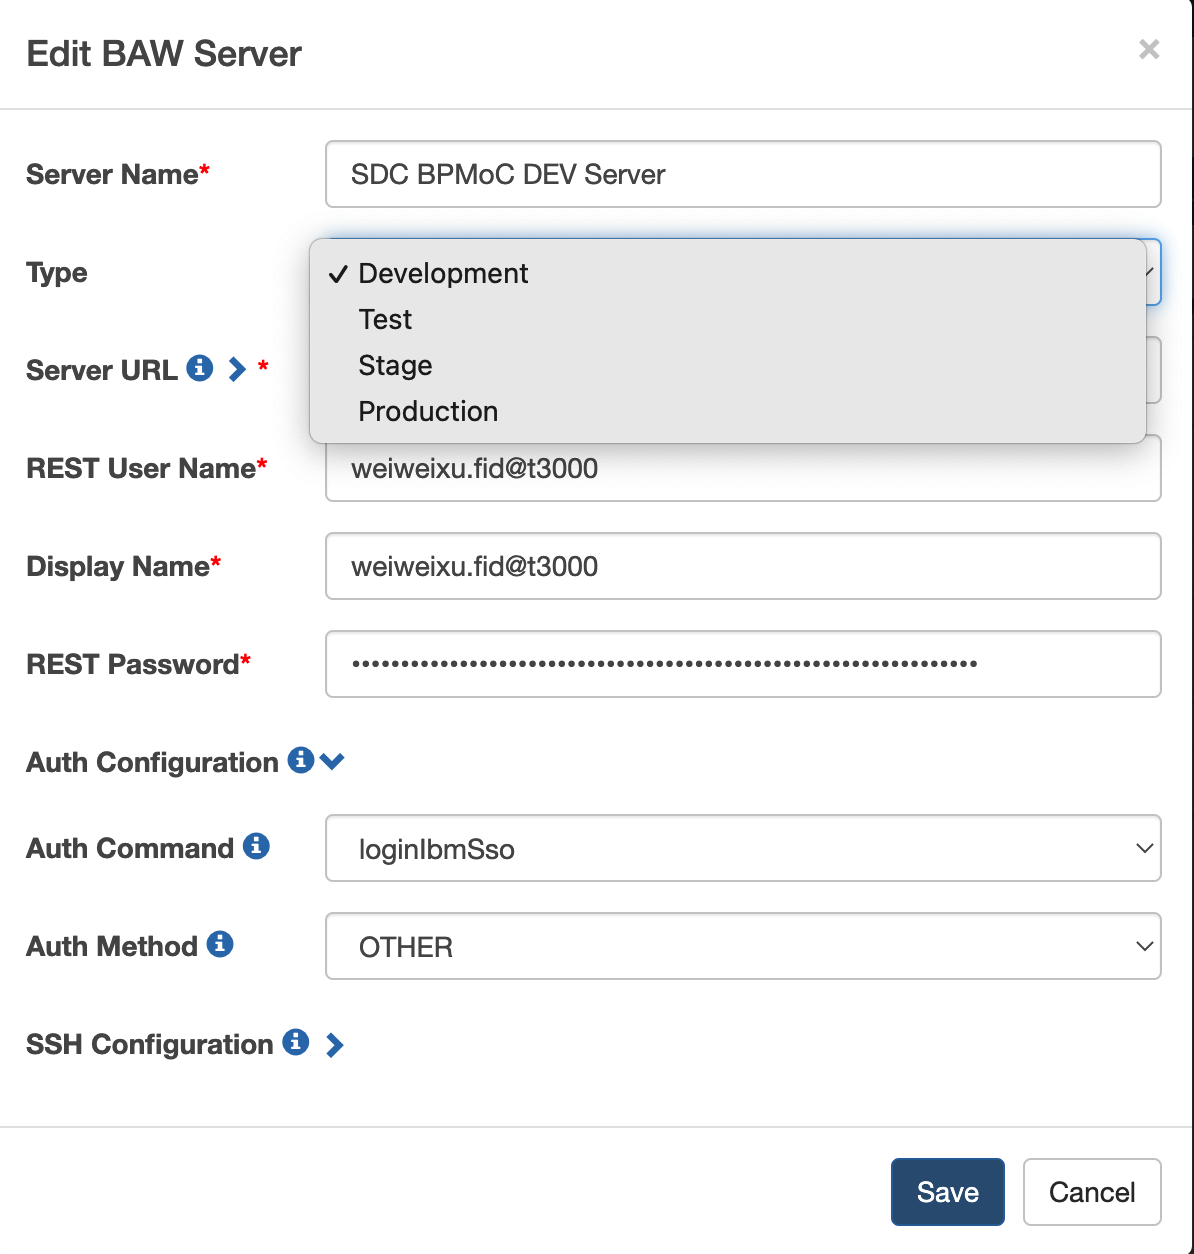 Edit BAW Server
Server Name*
SDC BPMoC DEV Server
Type
Development
Test
Stage
Production
Server URL *
REST User Name*
weiweixu.fid@t3000
Display Name*
weiweixu.fid@t3000
REST Password*
Auth Configuration
Auth Command
loginIbmSso
Auth Method
OTHER
SSH Configuration
Save
Cancel